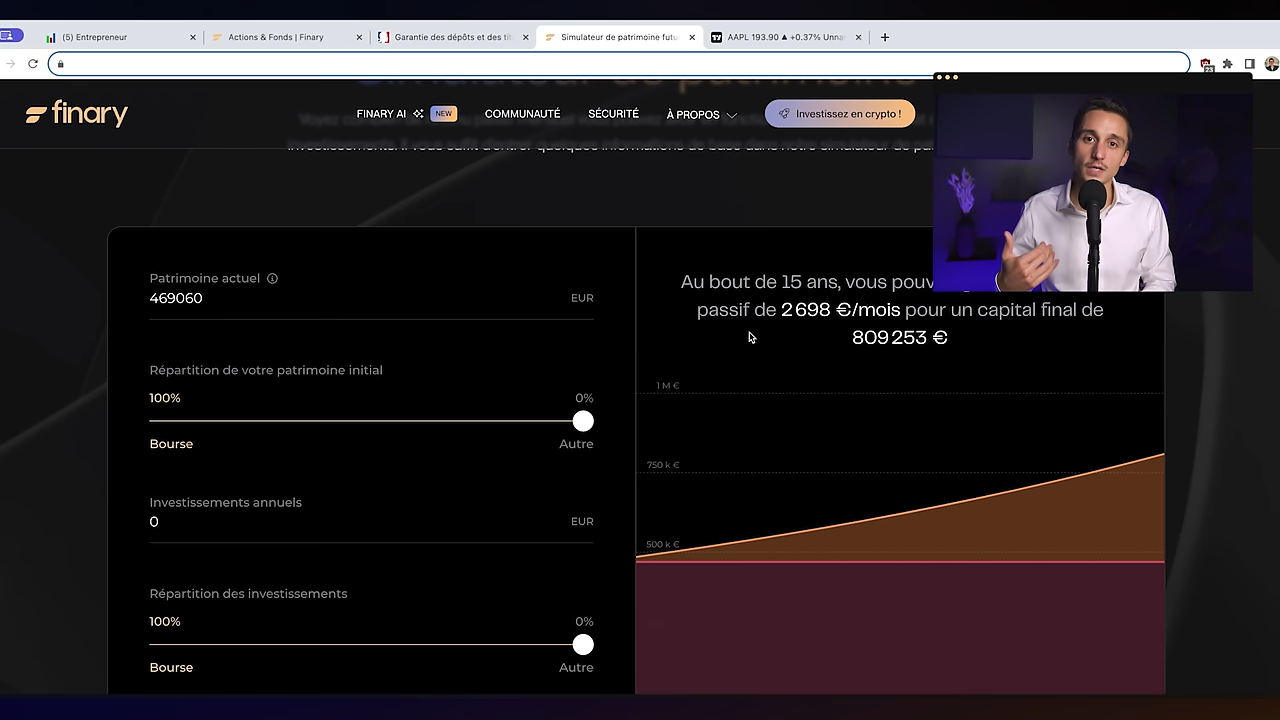 (5) Entrepreneur
Actions & Fonds | Finary
Garantie des dépôts et des tit
Simulateur de patrimoine futu
AAPL 193.90 ▲ +0.37% Unna
23
finary
FINARY AI NEW
COMMUNAUTÉ
SÉCURITÉ
À PROPOS
Investissez en crypto !
Patrimoine actuel
469060 EUR
Répartition de votre patrimoine initial
100% 0%
Bourse Autre
Investissements annuels
0 EUR
Répartition des investissements
100% 0%
Bourse Autre
Au bout de 15 ans, vous pouv
passif de 2 698 €/mois pour un capital final de
809 253 €
1 M €
750 k €
500 k €